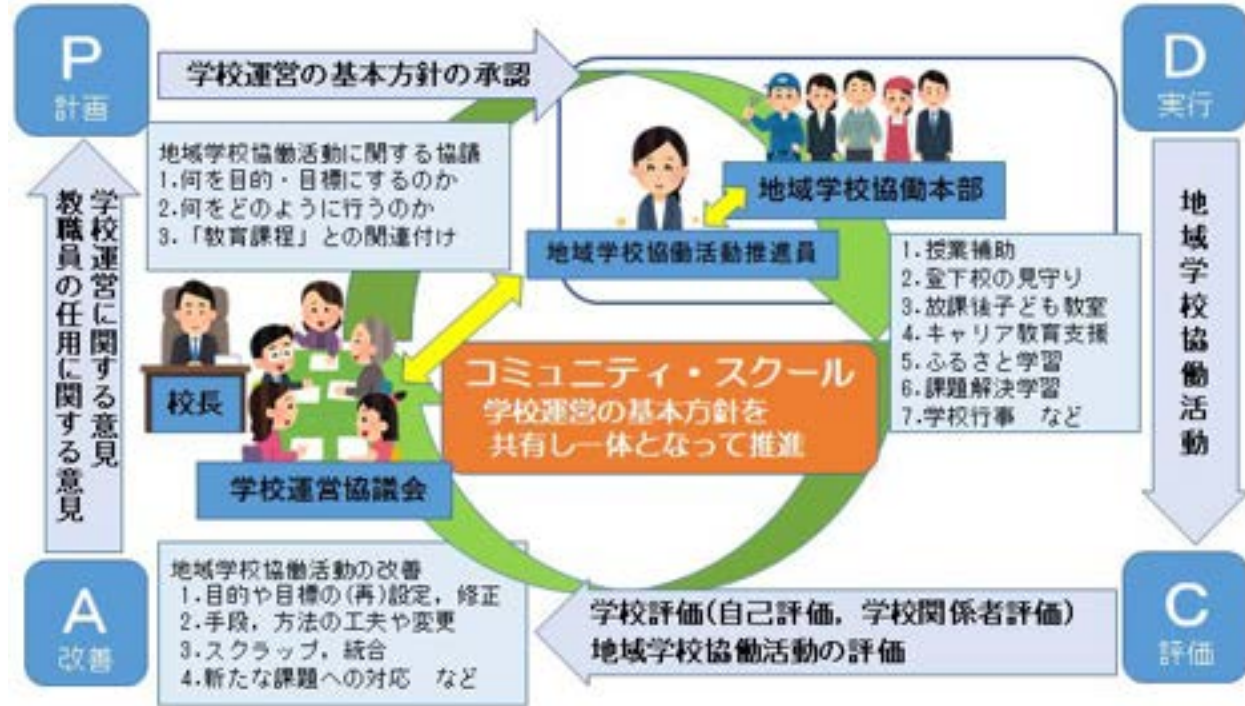 P
計画
学校運営の基本方針の承認
D
実行
地域学校協働活動に関する協議
1.何を目的・目標にするのか
2.何をどのように行うのか
3.「教育課程」との関連付け
地域学校協働本部
地域学校協働活動推進員
1.授業補助
2.登下校の見守り
3.放課後子ども教室
4.キャリア教育支援
5.ふるさと学習
6.課題解決学習
7.学校行事 など
地域学校協働活動
学校運営に関する意見
教職員の任用に関する意見
校長
学校運営協議会
コミュニティ・スクール
学校運営の基本方針を
共有し一体となって推進
A
改善
地域学校協働活動の改善
1.目的や目標の(再)設定，修正
2.手段，方法の工夫や変更
3.スクラップ，統合
4.新たな課題への対応 など
学校評価(自己評価，学校関係者評価)
地域学校協働活動の評価
C
評価